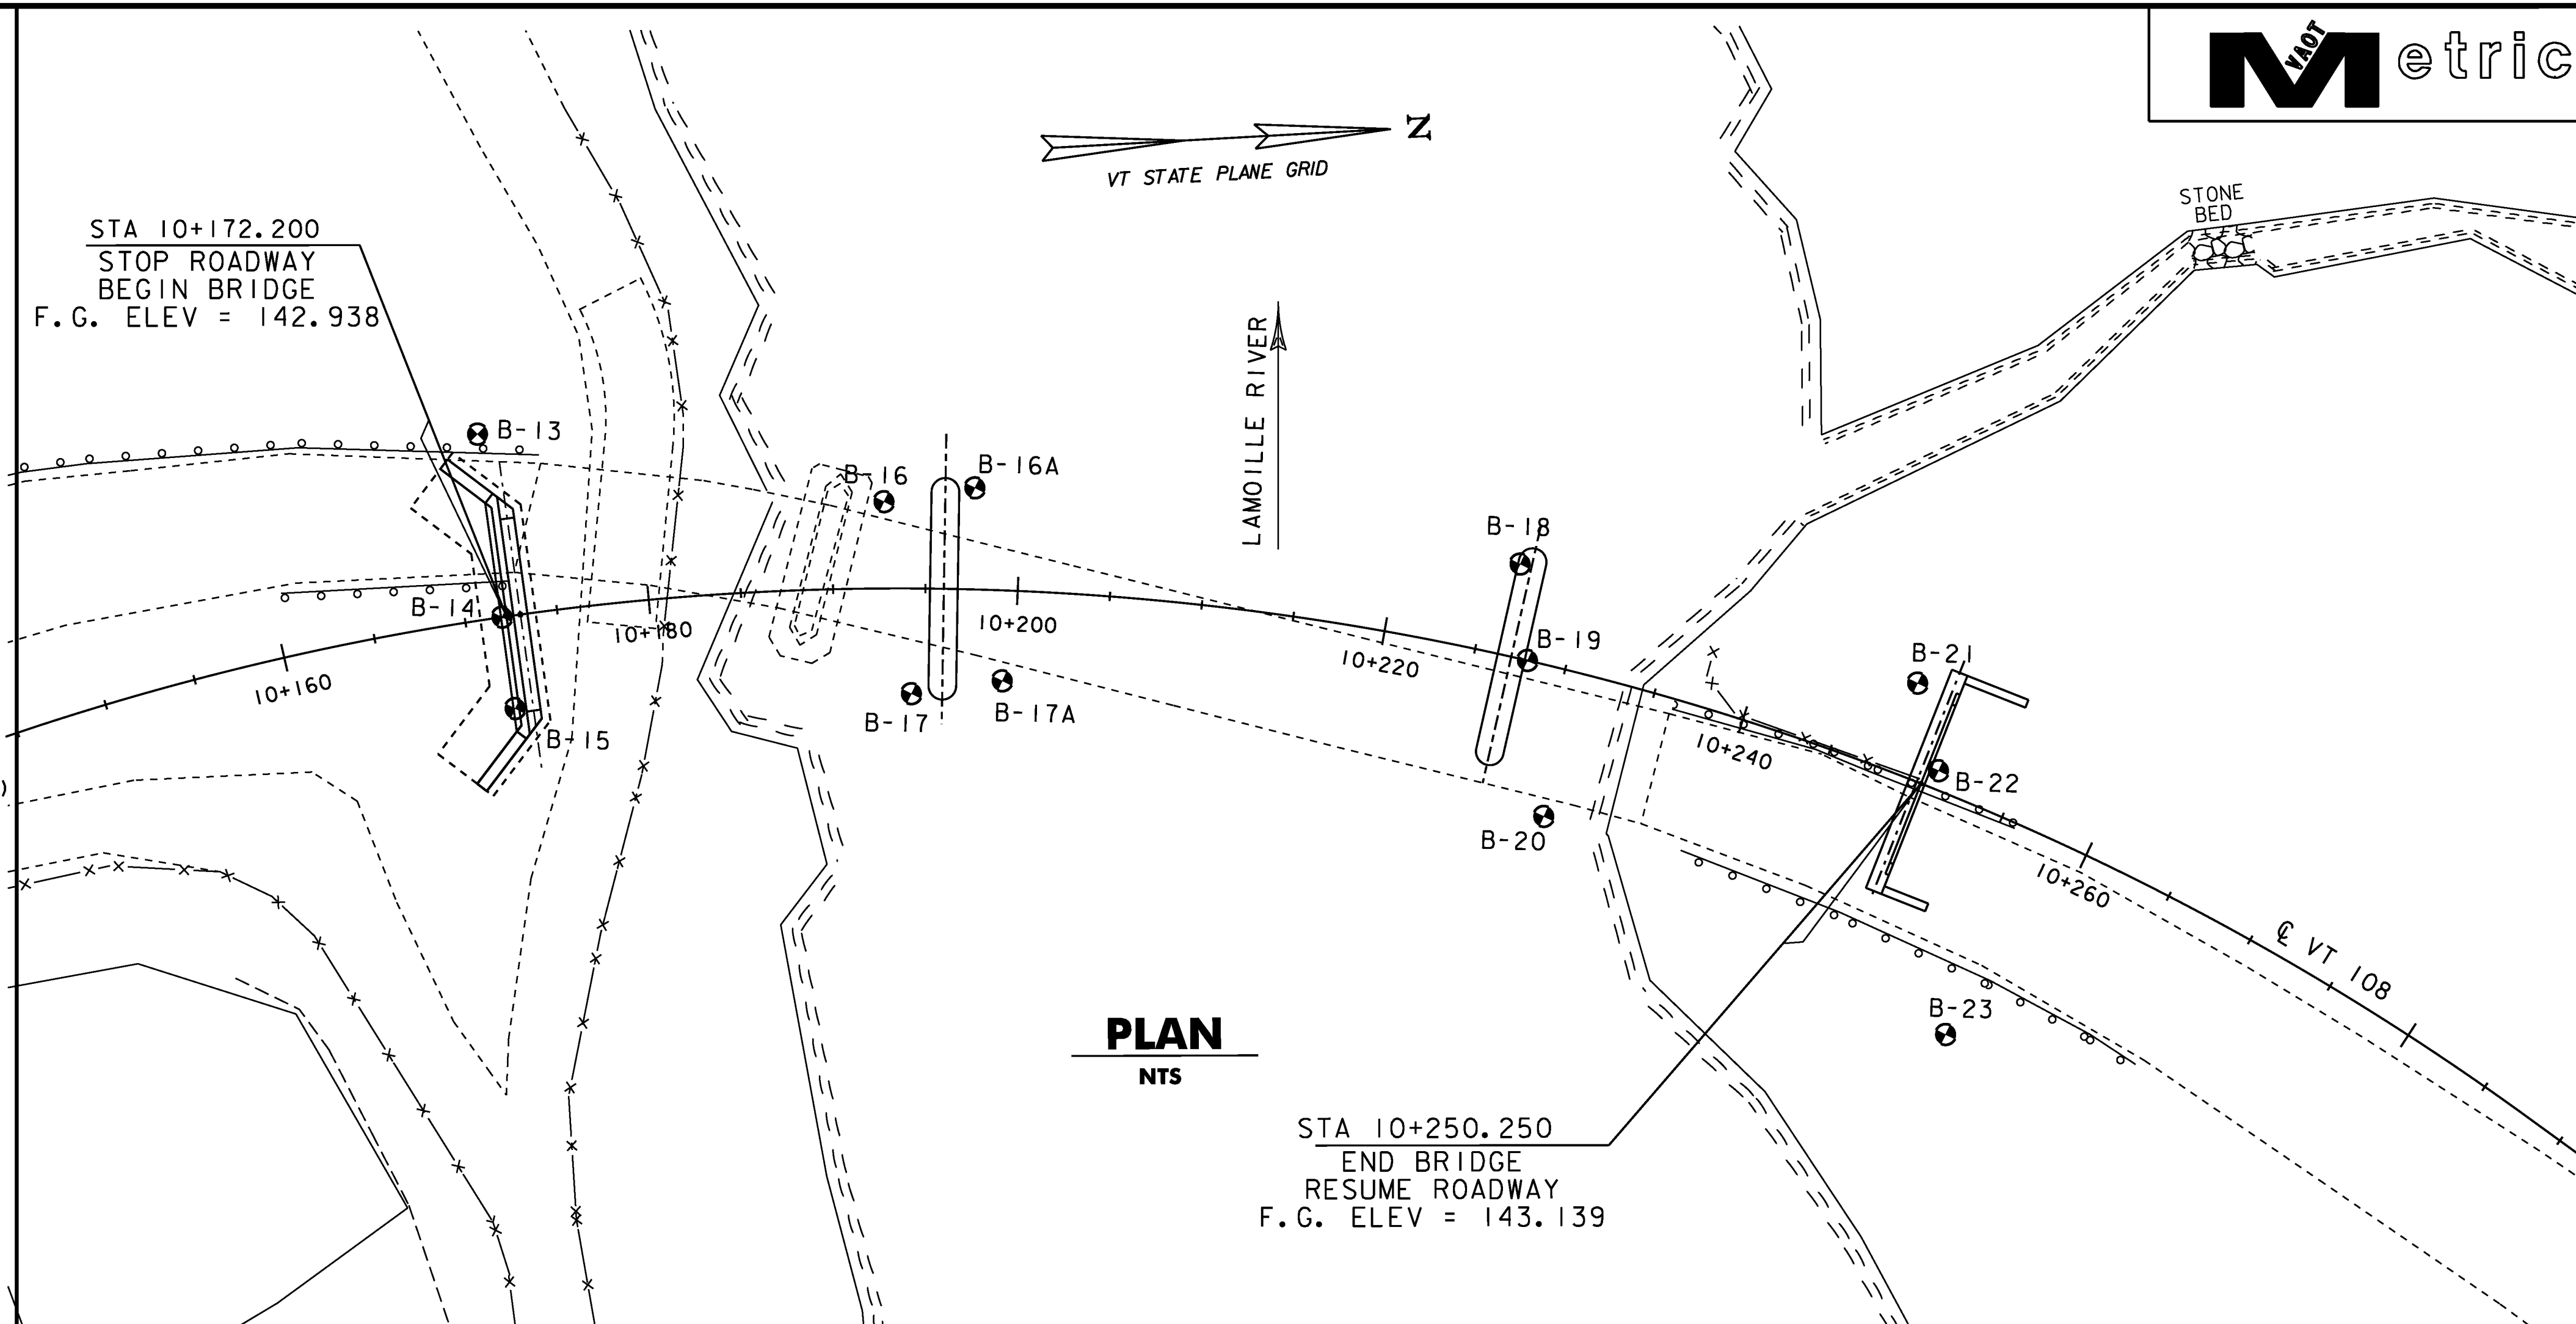 VAOT
Metric
N
VT STATE PLANE GRID
STONE
BED
STA 10+172.200
STOP ROADWAY
BEGIN BRIDGE
F.G. ELEV = 142.938
LAMOILLE RIVER
B-13
B-16
B-16A
B-18
B-14
10+180
10+200
B-19
10+160
10+220
B-21
B-15
B-17
B-17A
10+240
B-22
B-20
10+260
℄ VT 108
B-23
PLAN
NTS
STA 10+250.250
END BRIDGE
RESUME ROADWAY
F.G. ELEV = 143.139